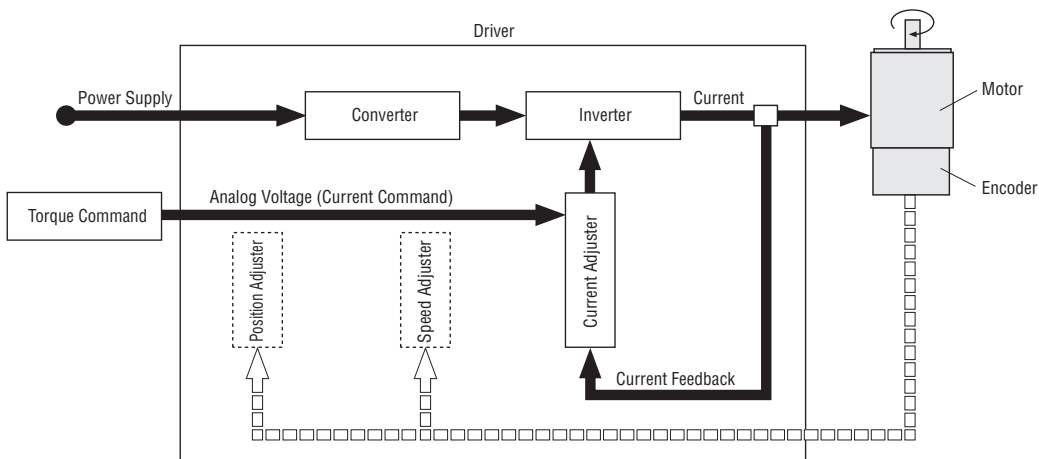 Driver
Power Supply
Converter
Inverter
Current
Motor
Encoder
Torque Command
Analog Voltage (Current Command)
Position Adjuster
Speed Adjuster
Current Adjuster
Current Feedback